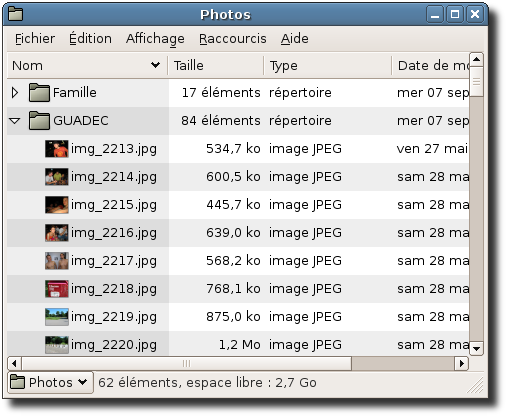 Photos
Fichier Édition Affichage Raccourcis Aide
Nom Taille Type Date de mo
Famille 17 éléments répertoire mer 07 sep
GUADEC 84 éléments répertoire mer 07 sep
img_2213.jpg 534,7 ko image JPEG ven 27 mai
img_2214.jpg 600,5 ko image JPEG sam 28 ma
img_2215.jpg 445,7 ko image JPEG sam 28 ma
img_2216.jpg 639,0 ko image JPEG sam 28 ma
img_2217.jpg 568,2 ko image JPEG sam 28 ma
img_2218.jpg 768,1 ko image JPEG sam 28 ma
img_2219.jpg 875,0 ko image JPEG sam 28 ma
img_2220.jpg 1,2 Mo image JPEG sam 28 ma
Photos 62 éléments, espace libre : 2,7 Go